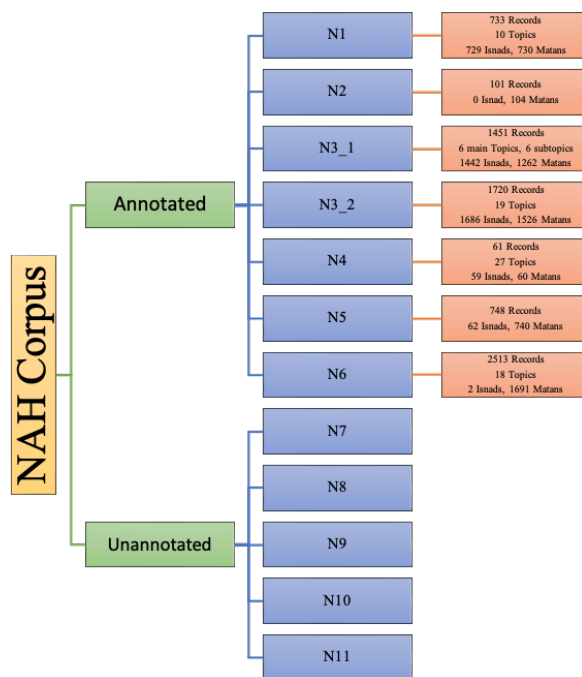 NAH Corpus
Annotated
N1
733 Records
10 Topics
729 Isnads, 730 Matans
N2
101 Records
0 Isnad, 104 Matans
N3_1
1451 Records
6 main Topics, 6 subtopics
1442 Isnads, 1262 Matans
N3_2
1720 Records
19 Topics
1686 Isnads, 1526 Matans
N4
61 Records
27 Topics
59 Isnads, 60 Matans
N5
748 Records
62 Isnads, 740 Matans
N6
2513 Records
18 Topics
2 Isnads, 1691 Matans
Unannotated
N7
N8
N9
N10
N11